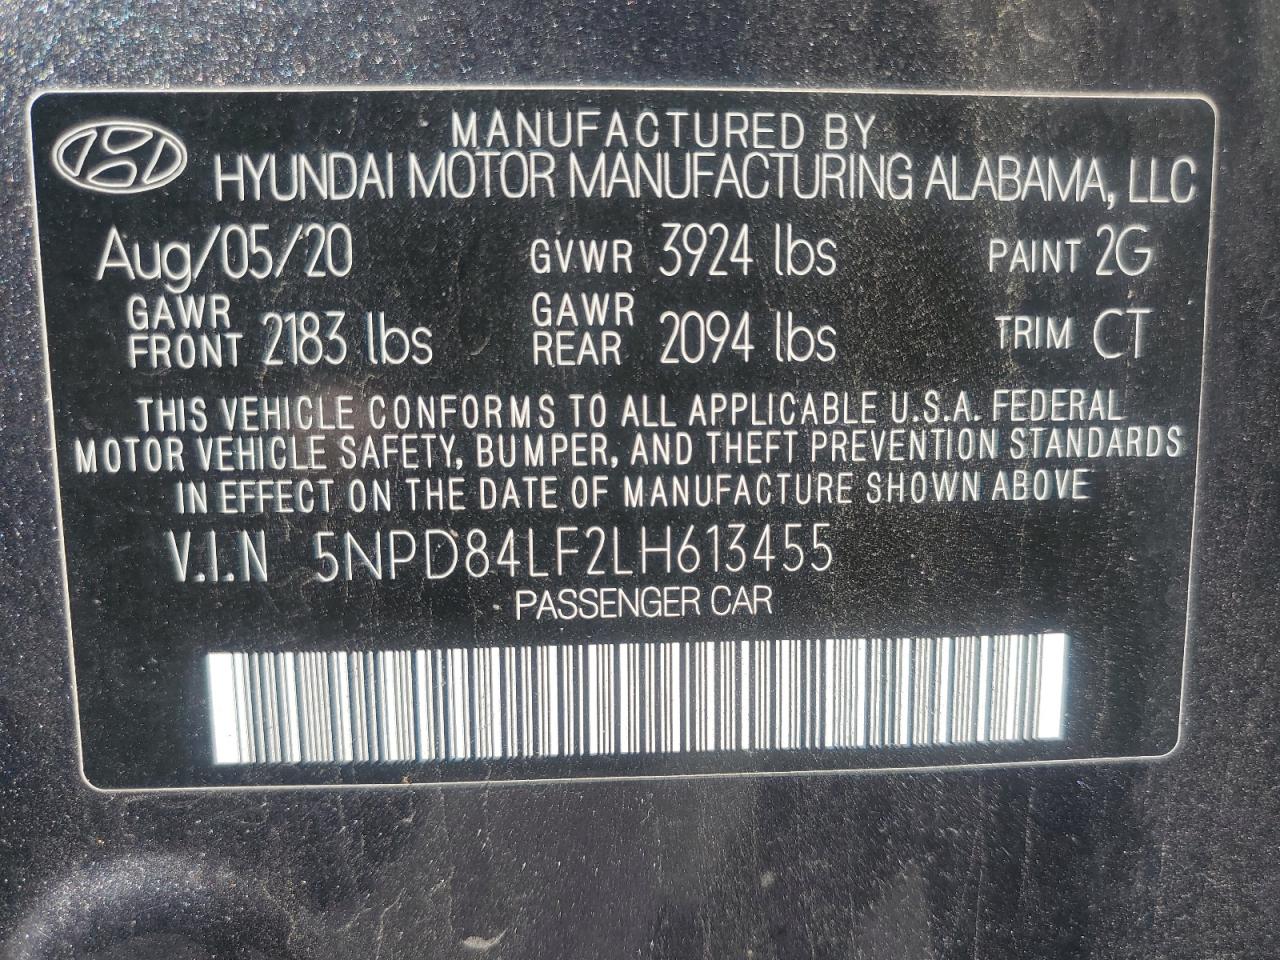 MANUFACTURED BY
HYUNDAI MOTOR MANUFACTURING ALABAMA, LLC
Aug/05/20 GVWR 3924 lbs PAINT 2G
GAWR FRONT 2183 lbs GAWR REAR 2094 lbs TRIM CT
THIS VEHICLE CONFORMS TO ALL APPLICABLE U.S.A. FEDERAL
MOTOR VEHICLE SAFETY, BUMPER, AND THEFT PREVENTION STANDARDS
IN EFFECT ON THE DATE OF MANUFACTURE SHOWN ABOVE
V.I.N 5NPD84LF2LH613455
PASSENGER CAR